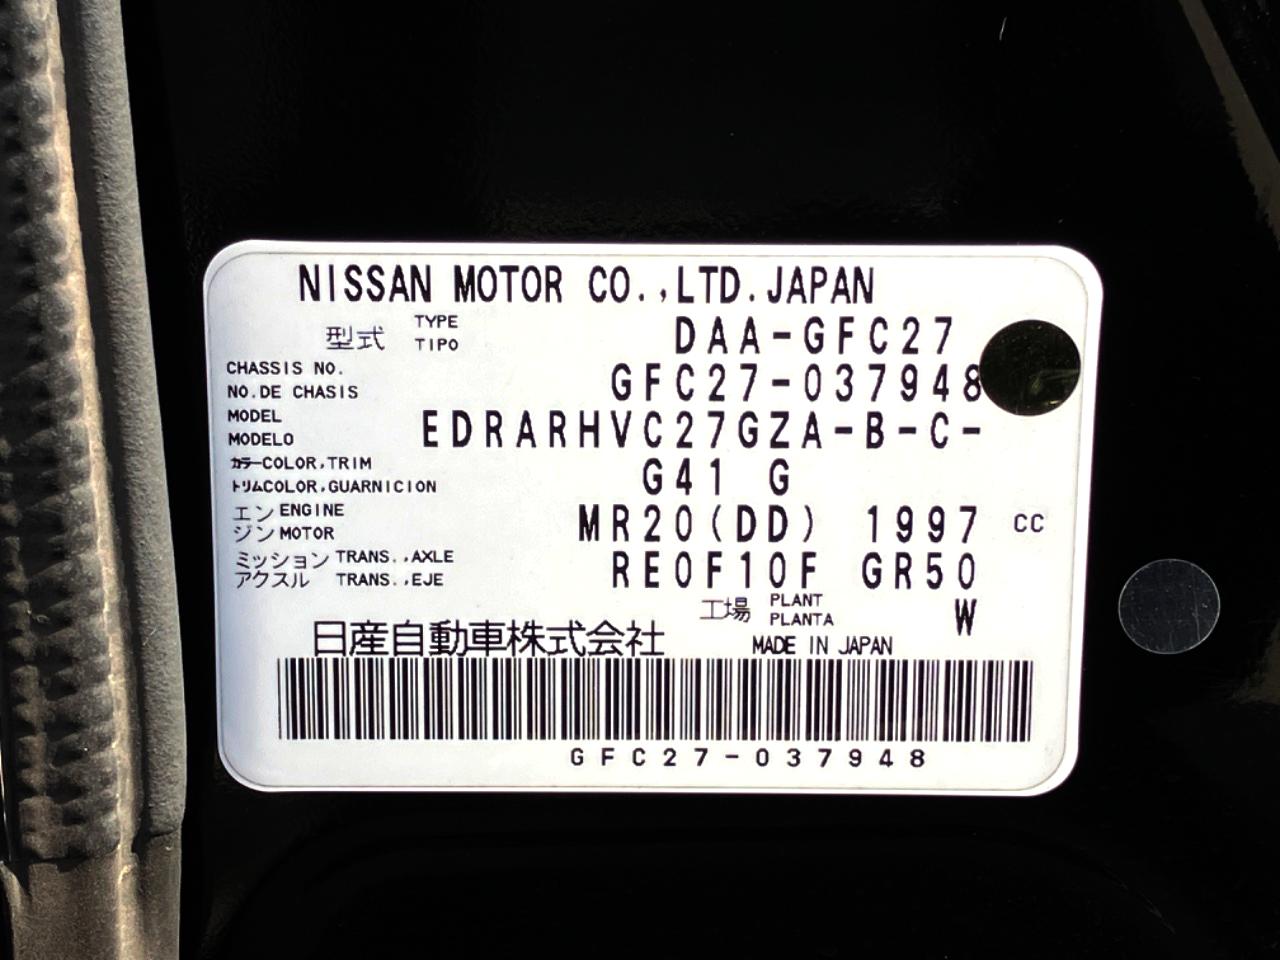 NISSAN MOTOR CO.,LTD.JAPAN
型式 TYPE TIPO DAA-GFC27
CHASSIS NO.
NO.DE CHASIS GFC27-037948
MODEL
MODELO EDRARHVC27GZA-B-C-
カラーCOLOR,TRIM
トリムCOLOR,GUARNICION G41 G
エン ENGINE
ジン MOTOR MR20(DD) 1997 CC
ミッション TRANS.,AXLE
アクスル TRANS.,EJE RE0F10F GR50
工場 PLANT PLANTA W
日産自動車株式会社 MADE IN JAPAN
GFC27-037948